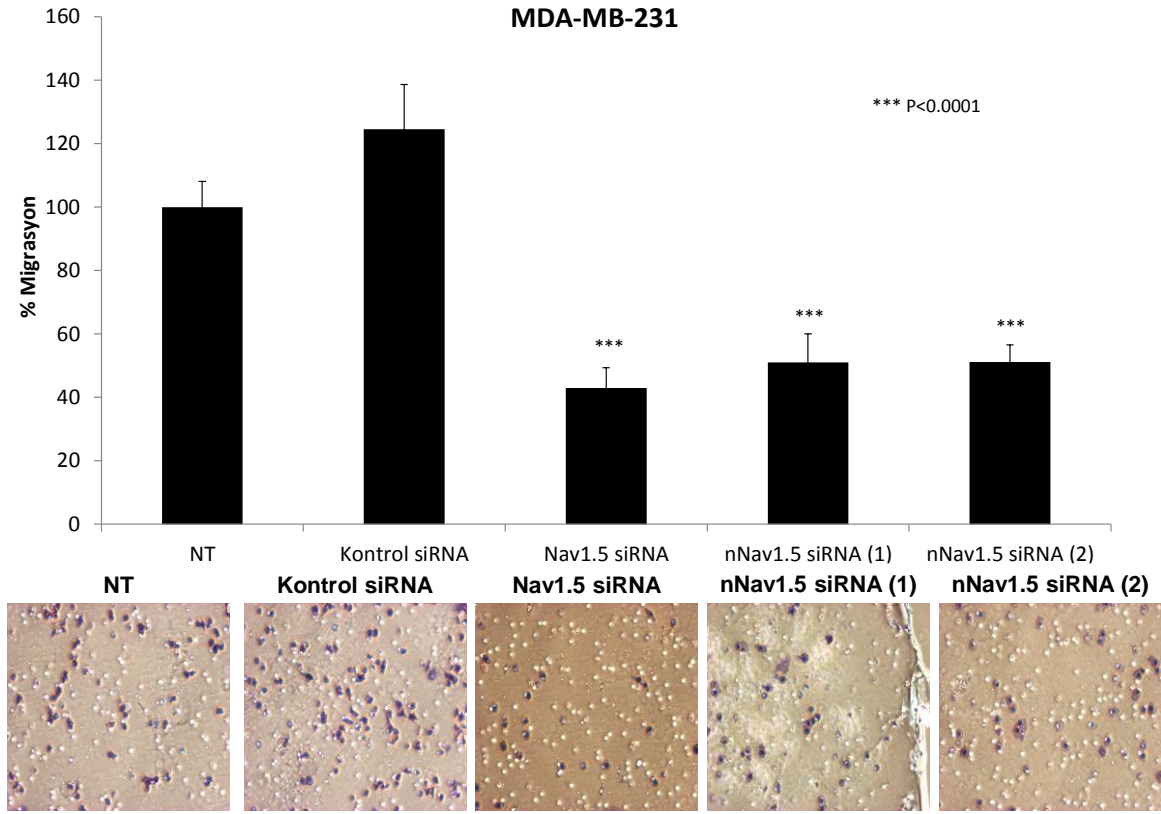 MDA-MB-231
160
140
120
100
80
60
40
20
0
% Migrasyon
*** P<0.0001
***
***
***
NT
Kontrol siRNA
Nav1.5 siRNA
nNav1.5 siRNA (1)
nNav1.5 siRNA (2)
NT
Kontrol siRNA
Nav1.5 siRNA
nNav1.5 siRNA (1)
nNav1.5 siRNA (2)